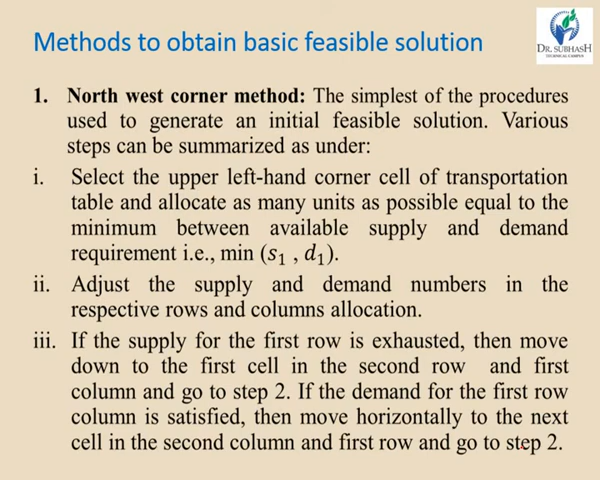 Methods to obtain basic feasible solution
DR. SUBHASH
TECHNICAL CAMPUS
1. North west corner method: The simplest of the procedures
used to generate an initial feasible solution. Various
steps can be summarized as under:
i. Select the upper left-hand corner cell of transportation
table and allocate as many units as possible equal to the
minimum between available supply and demand
requirement i.e., min (s₁ , d₁).
ii. Adjust the supply and demand numbers in the
respective rows and columns allocation.
iii. If the supply for the first row is exhausted, then move
down to the first cell in the second row and first
column and go to step 2. If the demand for the first row
column is satisfied, then move horizontally to the next
cell in the second column and first row and go to step 2.